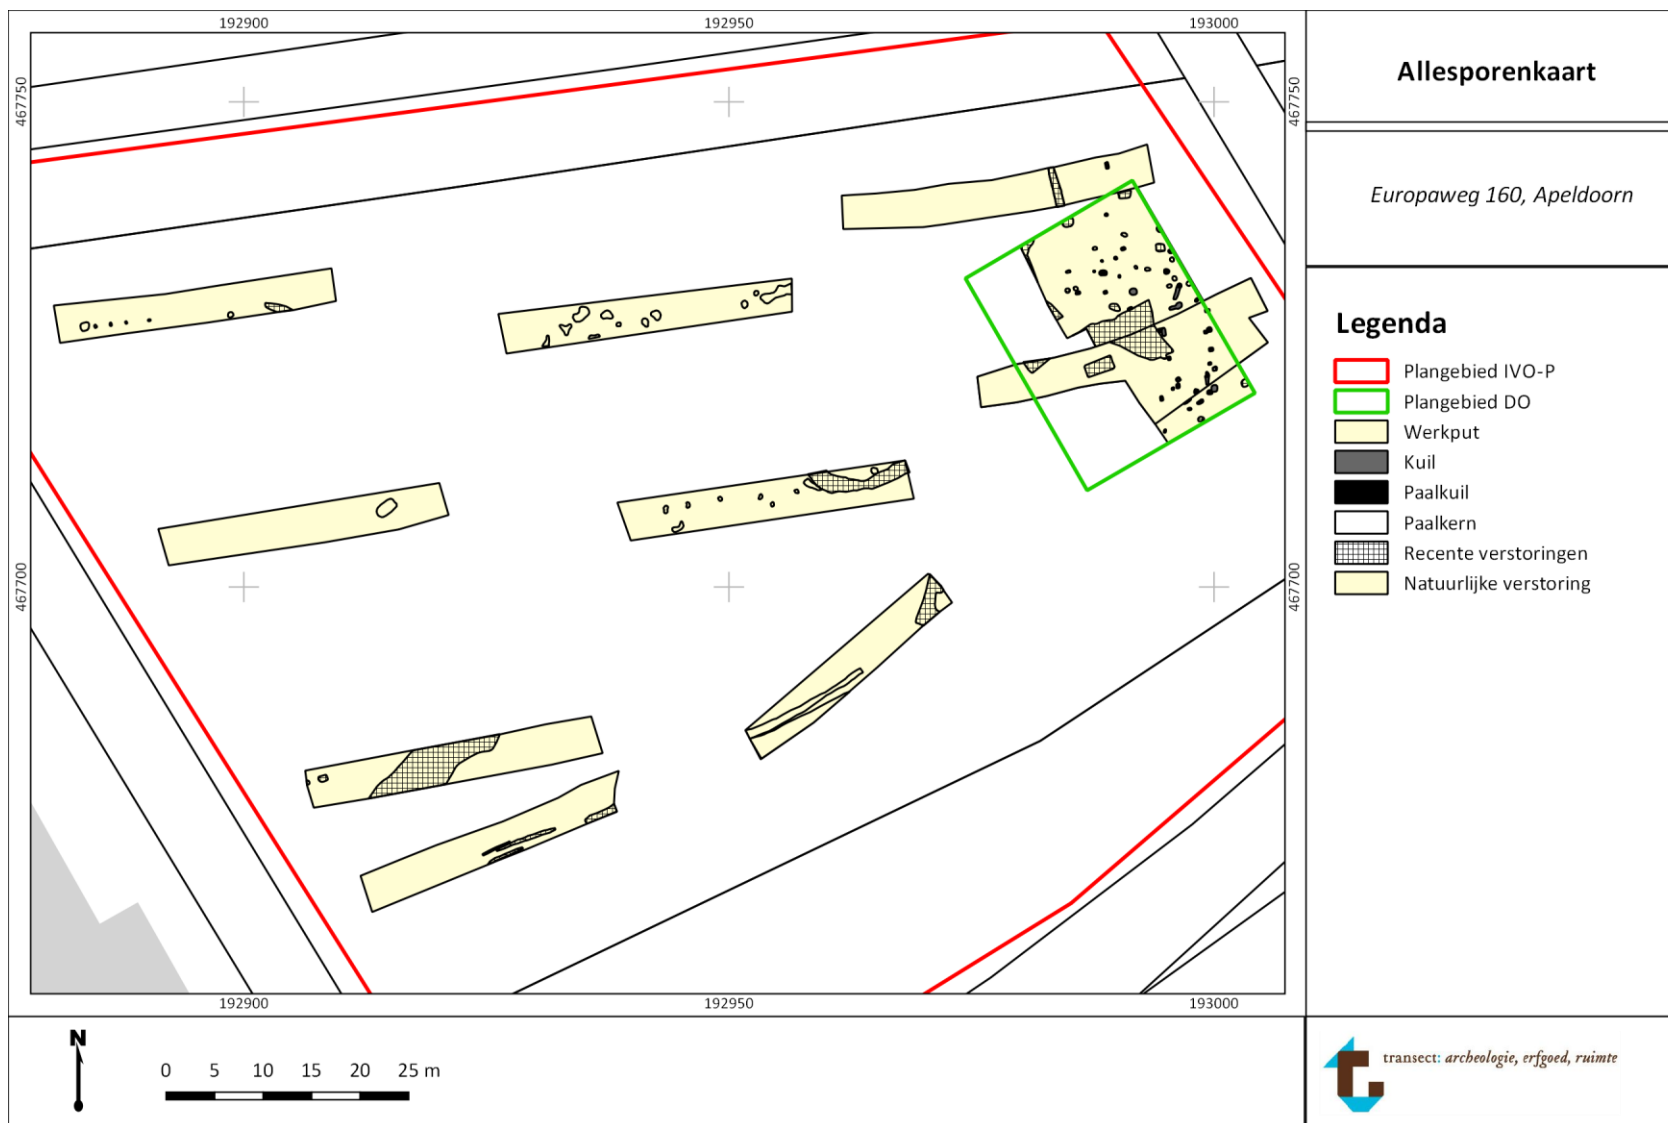 192900 192950 193000
467750
467750
467700
467700
192900 192950 193000
Allesporenkaart
Europaweg 160, Apeldoorn
Legenda
Plangebied IVO-P
Plangebied DO
Werkput
Kuil
Paalkuil
Paalkern
Recente verstoringen
Natuurlijke verstoring
N
0 5 10 15 20 25 m
transect: archeologie, erfgoed, ruimte